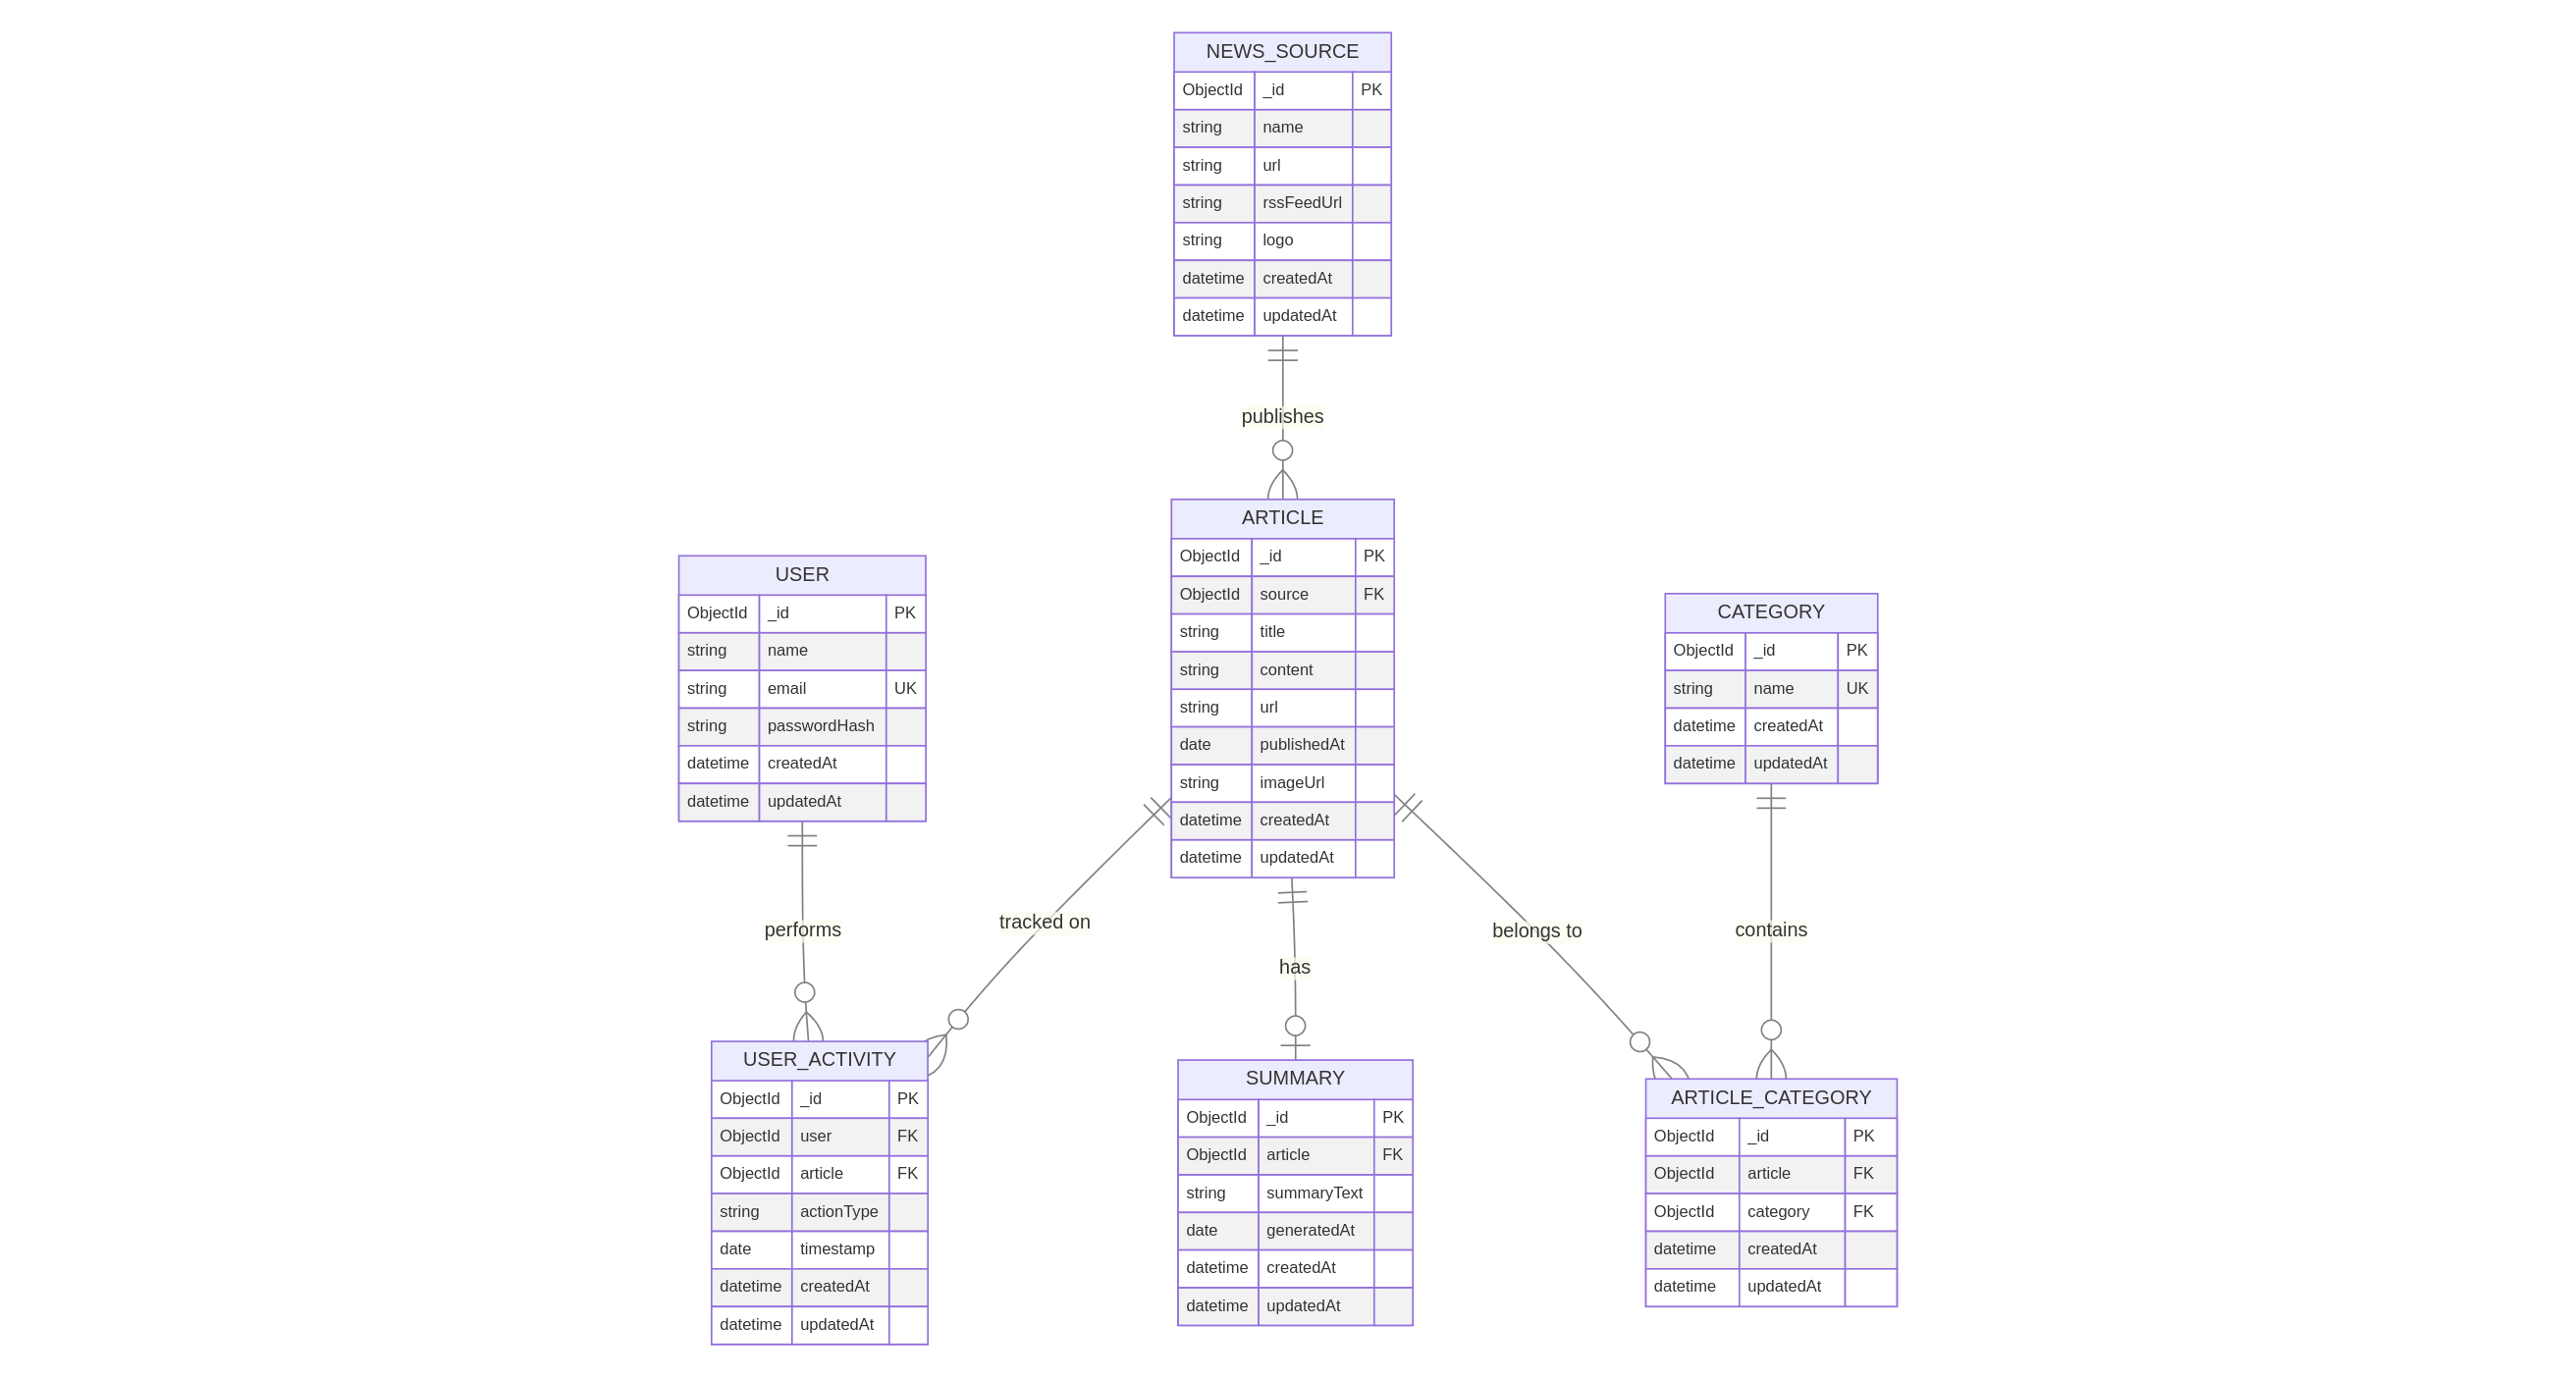 NEWS_SOURCE
ObjectId _id PK
string name
string url
string rssFeedUrl
string logo
datetime createdAt
datetime updatedAt
publishes
ARTICLE
ObjectId _id PK
ObjectId source FK
string title
string content
string url
date publishedAt
string imageUrl
datetime createdAt
datetime updatedAt
USER
ObjectId _id PK
string name
string email UK
string passwordHash
datetime createdAt
datetime updatedAt
CATEGORY
ObjectId _id PK
string name UK
datetime createdAt
datetime updatedAt
performs
tracked on
has
belongs to
contains
USER_ACTIVITY
ObjectId _id PK
ObjectId user FK
ObjectId article FK
string actionType
date timestamp
datetime createdAt
datetime updatedAt
SUMMARY
ObjectId _id PK
ObjectId article FK
string summaryText
date generatedAt
datetime createdAt
datetime updatedAt
ARTICLE_CATEGORY
ObjectId _id PK
ObjectId article FK
ObjectId category FK
datetime createdAt
datetime updatedAt